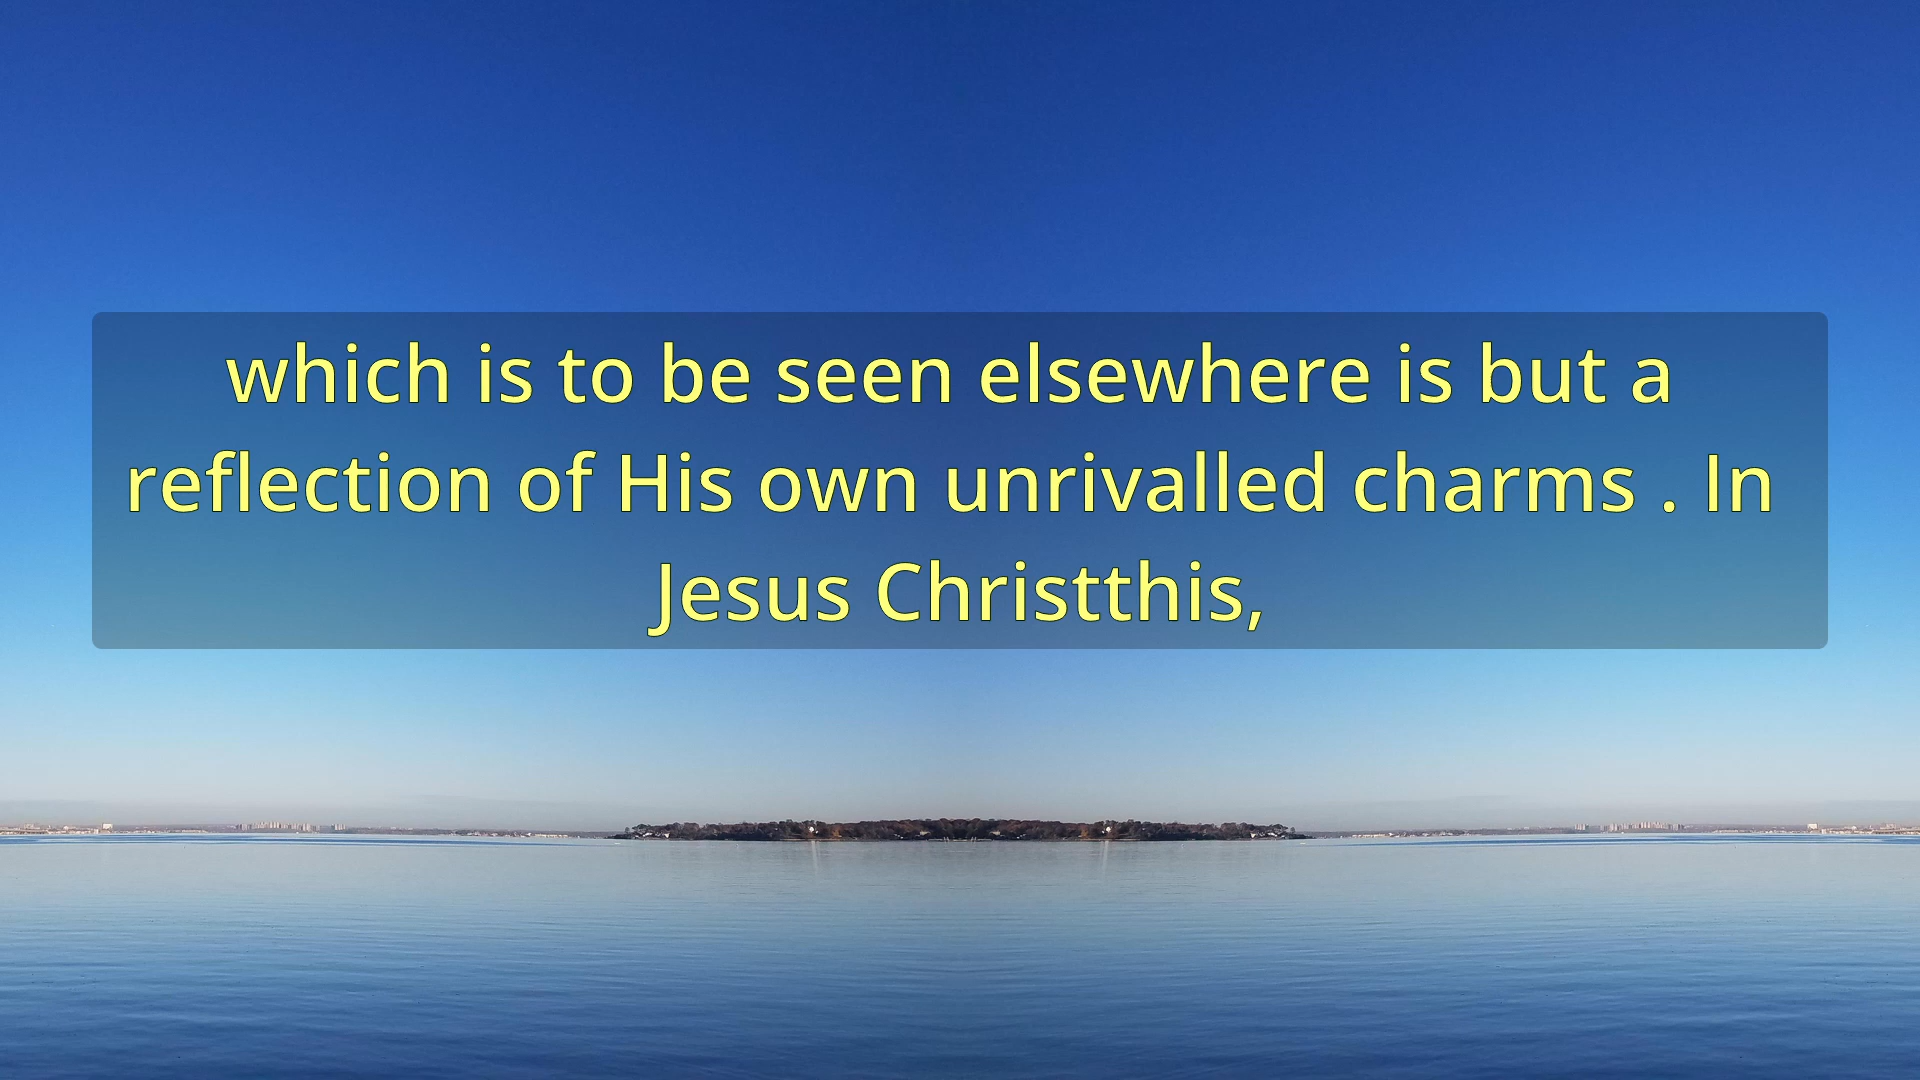 which is to be seen elsewhere is but a
reflection of His own unrivalled charms . In
Jesus Christthis,